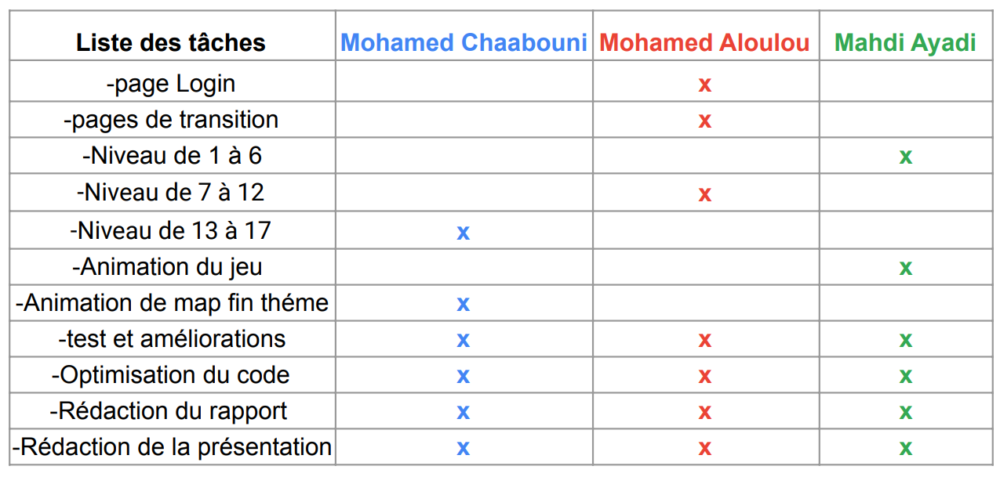 Liste des tâches Mohamed Chaabouni Mohamed Aloulou Mahdi Ayadi
-page Login x
-pages de transition x
-Niveau de 1 à 6 x
-Niveau de 7 à 12 x
-Niveau de 13 à 17 x
-Animation du jeu x
-Animation de map fin théme x
-test et améliorations x x x
-Optimisation du code x x x
-Rédaction du rapport x x x
-Rédaction de la présentation x x x